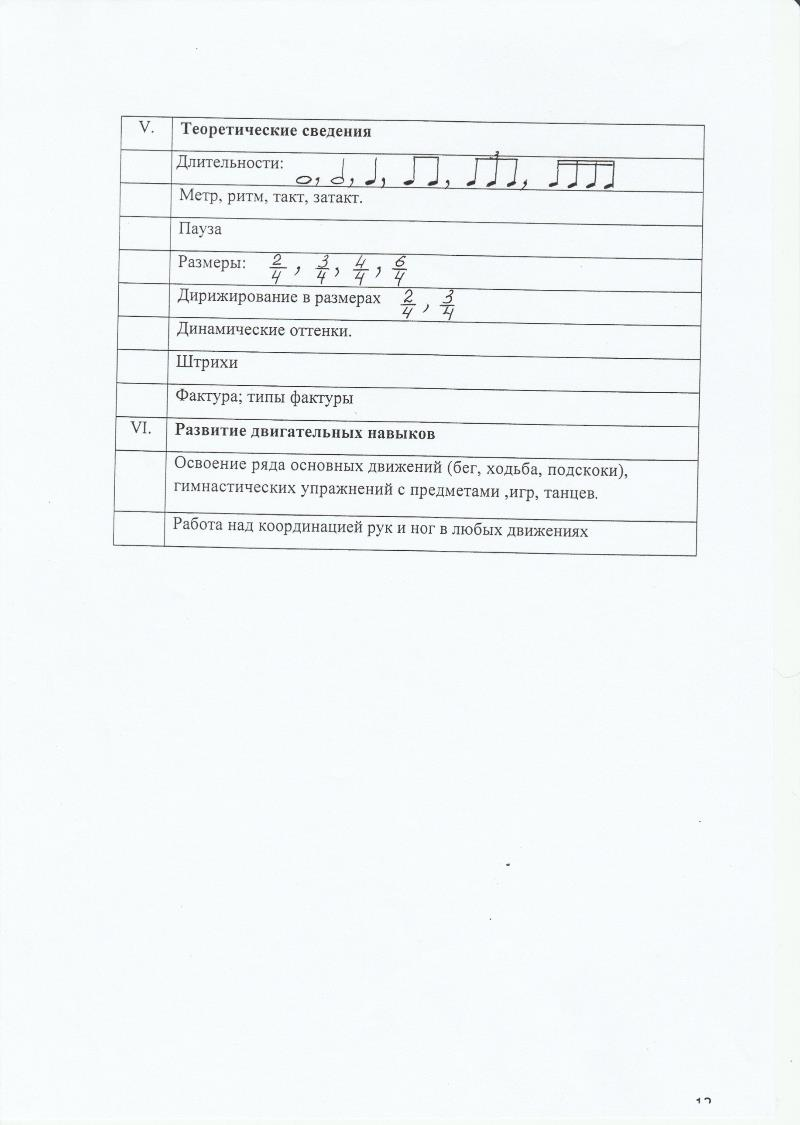 V. Теоретические сведения
Длительности: 𝅝, 𝅗𝅥, ♩, ♫, 3, 
Метр, ритм, такт, затакт.
Пауза
Размеры: 2/4, 3/4, 4/4, 6/4
Дирижирование в размерах 2/4, 3/4
Динамические оттенки.
Штрихи
Фактура; типы фактуры
VI. Развитие двигательных навыков
Освоение ряда основных движений (бег, ходьба, подскоки),
гимнастических упражнений с предметами ,игр, танцев.
Работа над координацией рук и ног в любых движениях